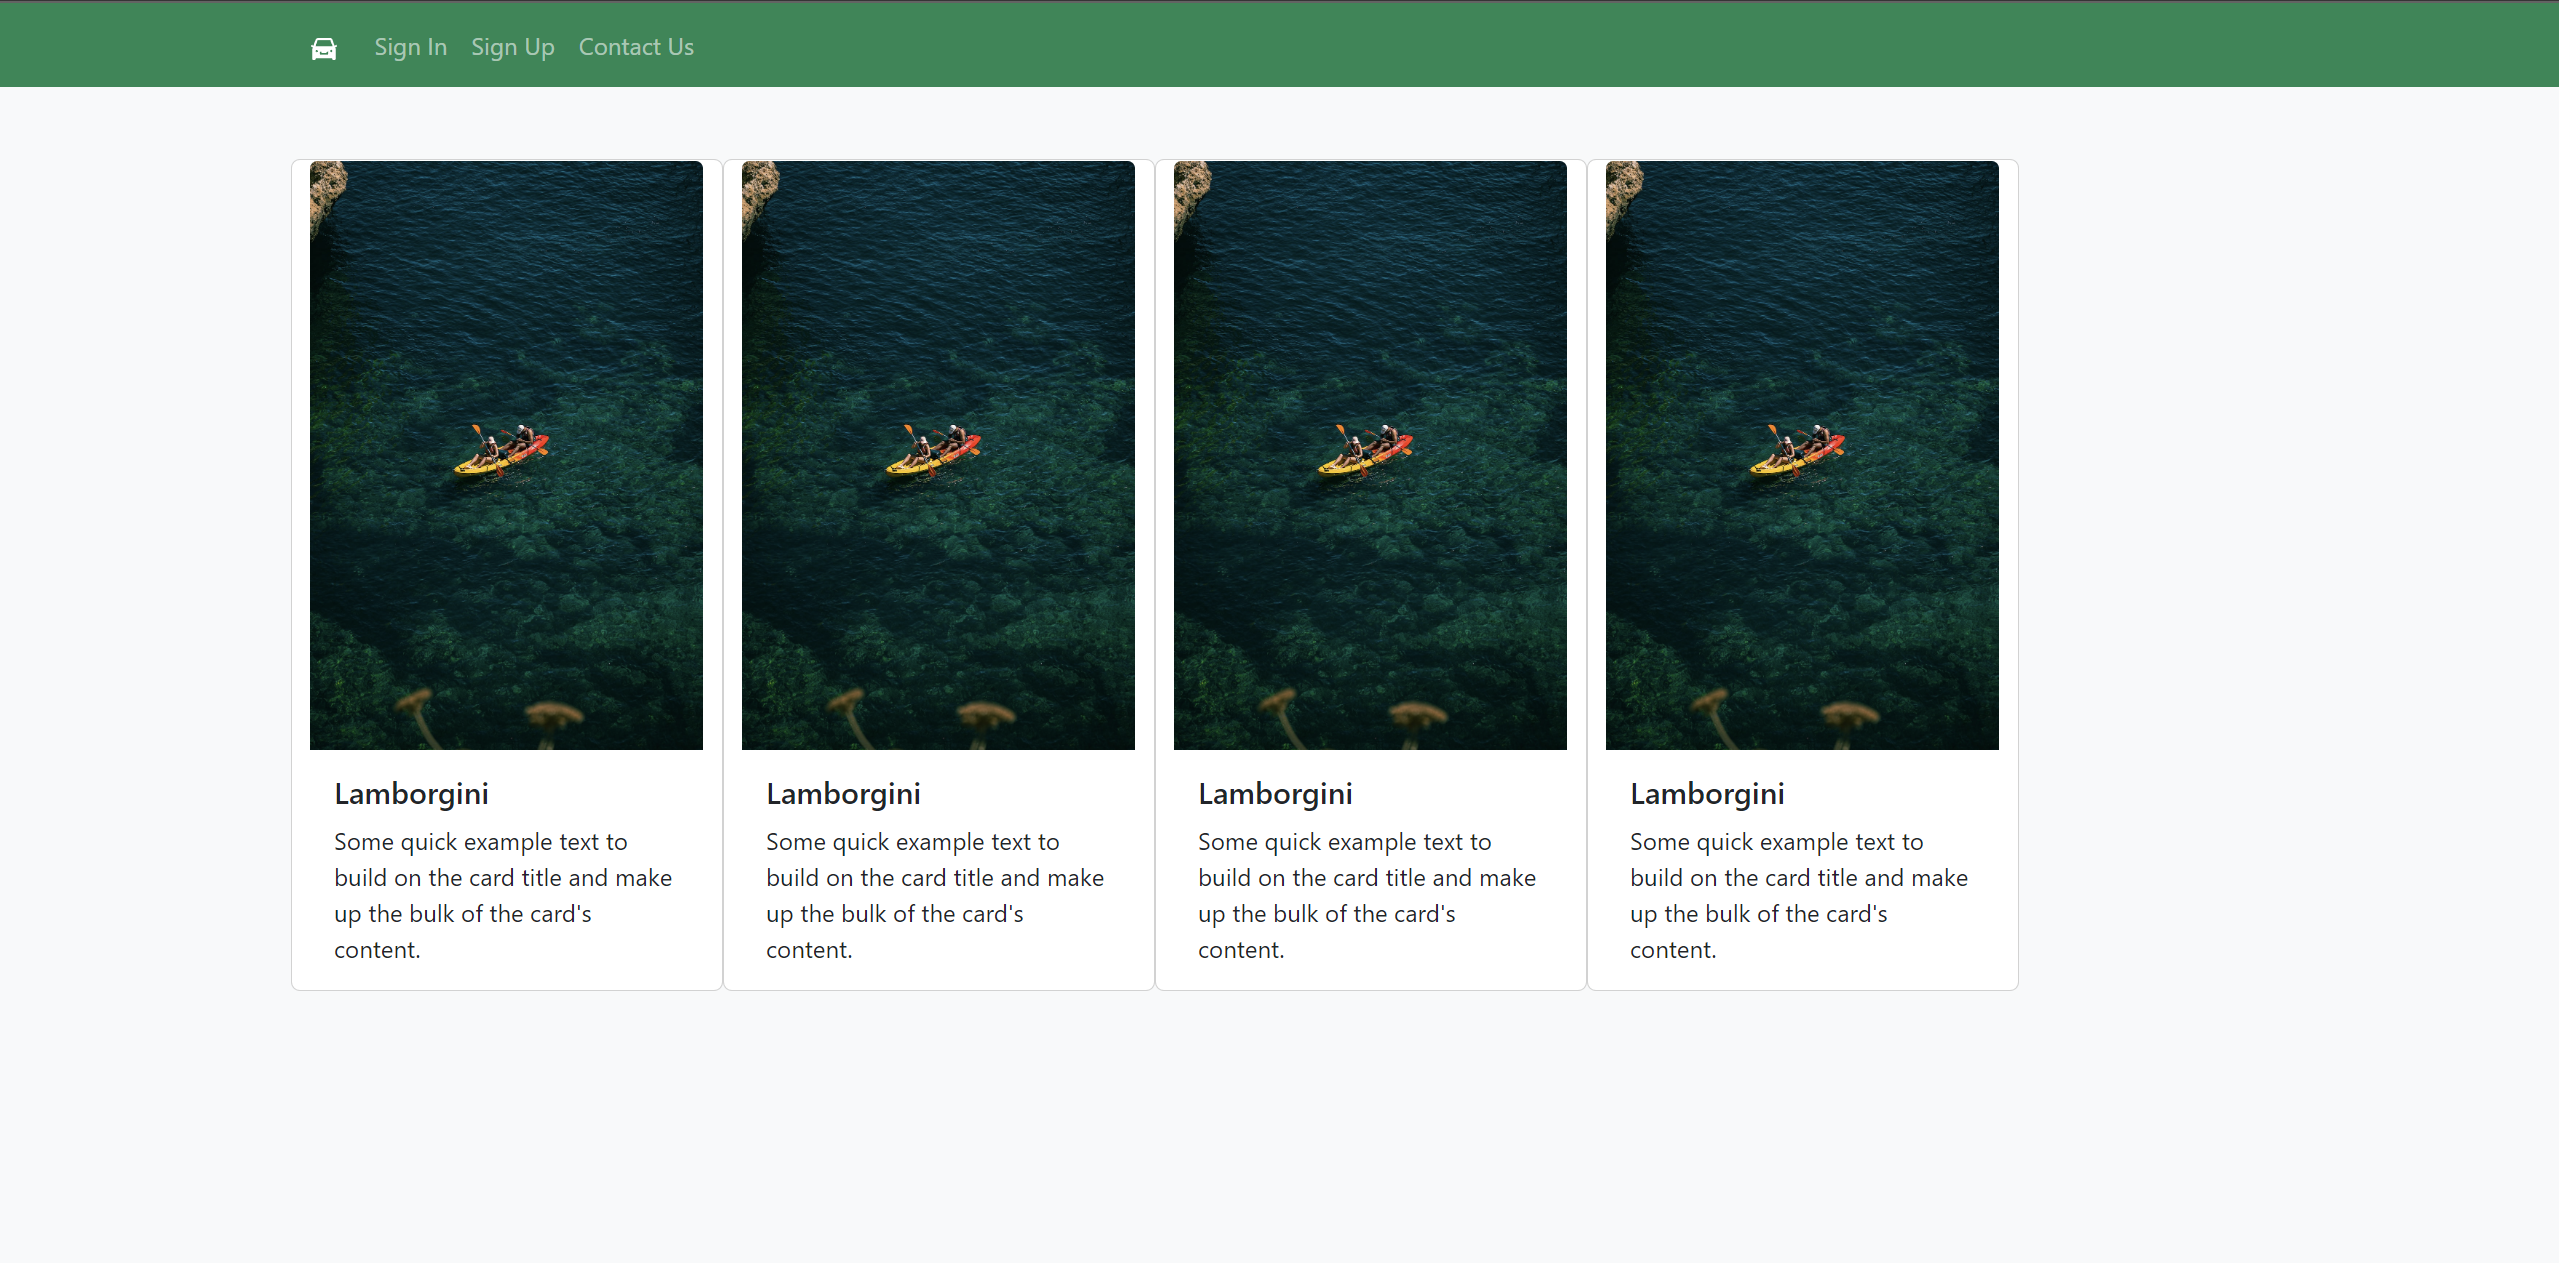 Sign In Sign Up Contact Us
Lamborgini
Some quick example text to
build on the card title and make
up the bulk of the card's
content.
Lamborgini
Some quick example text to
build on the card title and make
up the bulk of the card's
content.
Lamborgini
Some quick example text to
build on the card title and make
up the bulk of the card's
content.
Lamborgini
Some quick example text to
build on the card title and make
up the bulk of the card's
content.